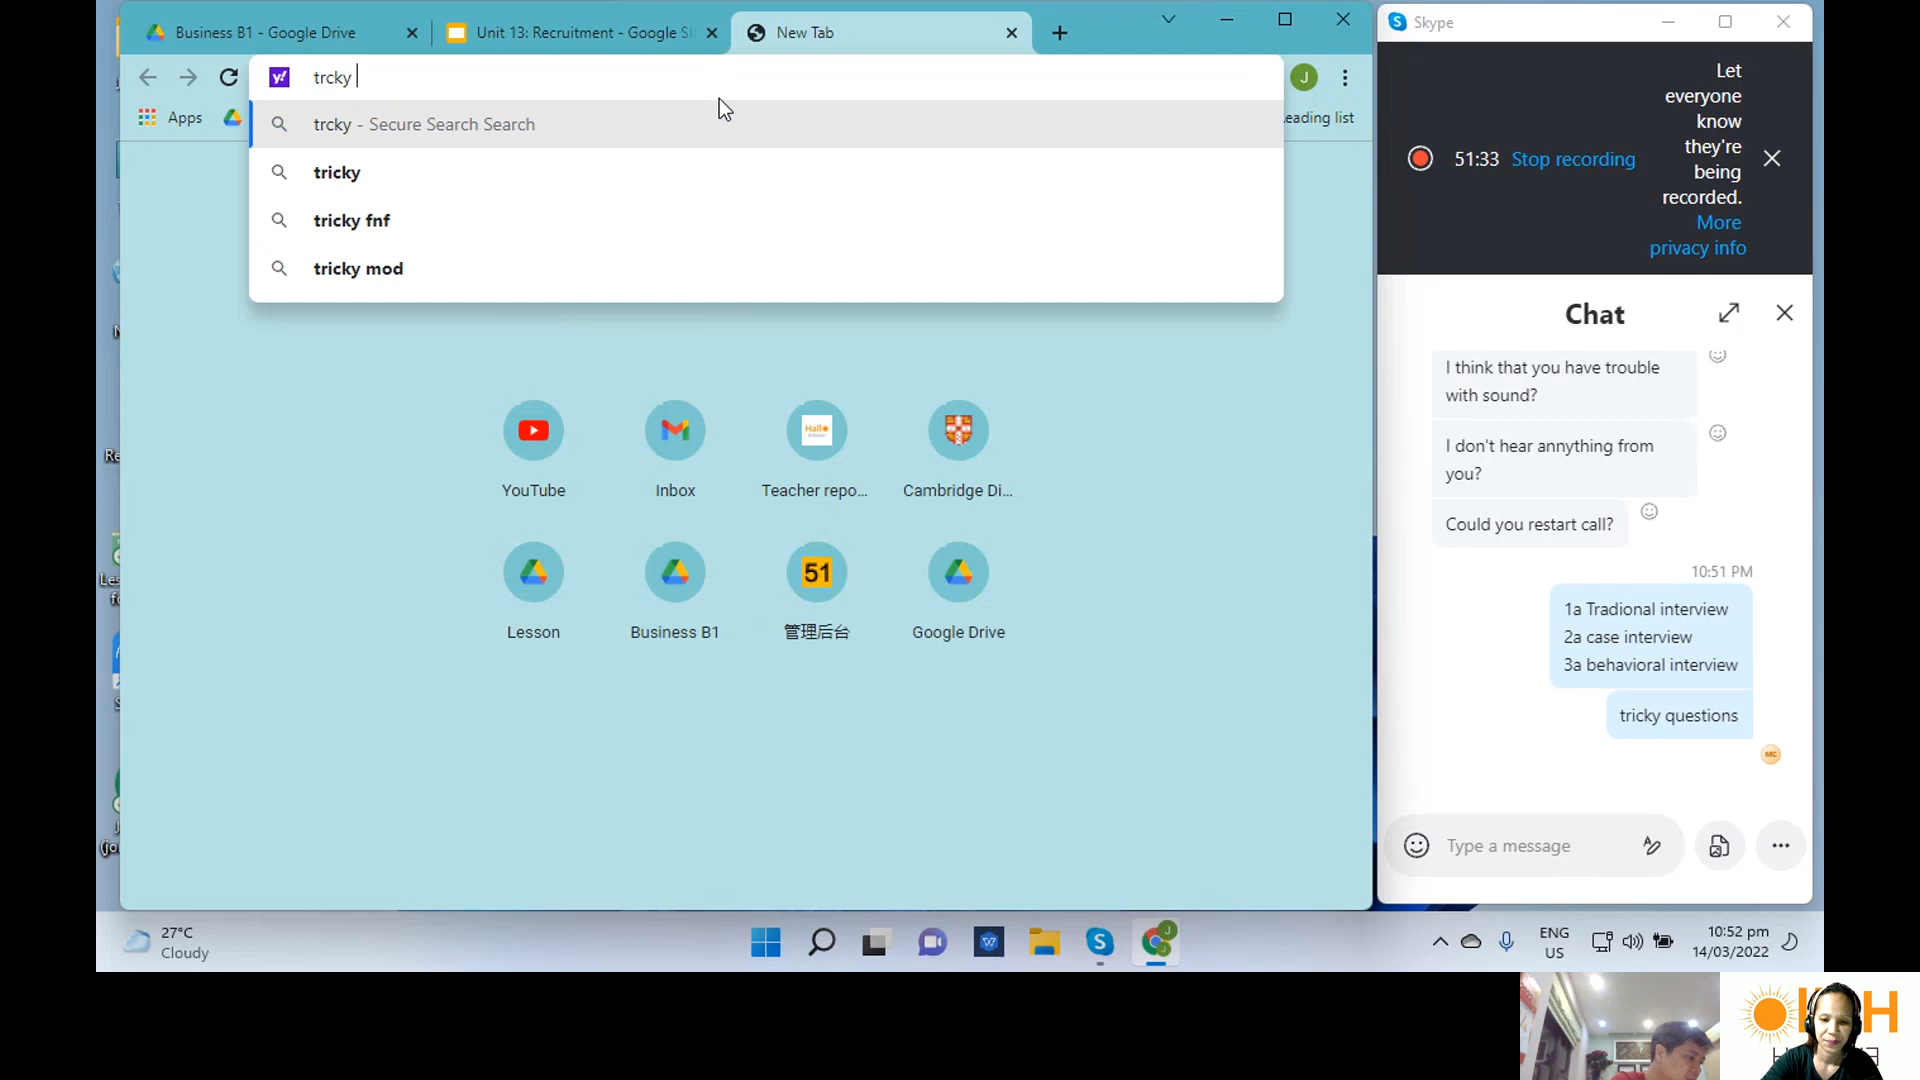 Business B1 - Google Drive
Unit 13: Recruitment - Google Sl
New Tab
Skype
y!
trcky
J
Apps
eading list
trcky - Secure Search Search
tricky
tricky fnf
tricky mod
51:33
Stop recording
Let
everyone
know
they're
being
recorded.
More
privacy info
Chat
I think that you have trouble
with sound?
I don't hear annything from
you?
Could you restart call?
10:51 PM
1a Tradional interview
2a case interview
3a behavioral interview
tricky questions
MC
Type a message
YouTube
Inbox
Hallo
Teacher repo...
Cambridge Di...
Lesson
Business B1
51
管理后台
Google Drive
27°C
Cloudy
ENG
US
10:52 pm
14/03/2022